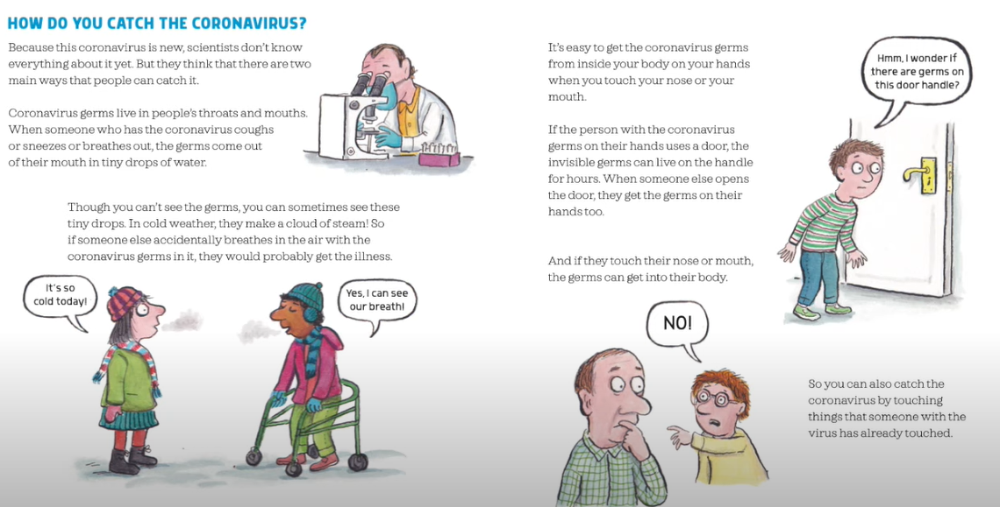 HOW DO YOU CATCH THE CORONAVIRUS?
Because this coronavirus is new, scientists don't know
everything about it yet. But they think that there are two
main ways that people can catch it.
Coronavirus germs live in people's throats and mouths.
When someone who has the coronavirus coughs
or sneezes or breathes out, the germs come out
of their mouth in tiny drops of water.
Though you can't see the germs, you can sometimes see these
tiny drops. In cold weather, they make a cloud of steam! So
if someone else accidentally breathes in the air with the
coronavirus germs in it, they would probably get the illness.
It's so
cold today!
Yes, I can see
our breath!
It's easy to get the coronavirus germs
from inside your body on your hands
when you touch your nose or your
mouth.
If the person with the coronavirus
germs on their hands uses a door, the
invisible germs can live on the handle
for hours. When someone else opens
the door, they get the germs on their
hands too.
Hmm, I wonder if
there are germs on
this door handle?
And if they touch their nose or mouth,
the germs can get into their body.
NO!
So you can also catch the
coronavirus by touching
things that someone with the
virus has already touched.